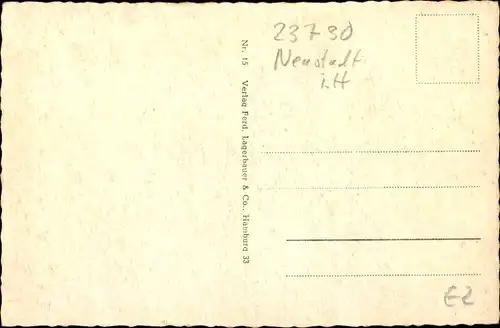 23730
Neustadt
i.H
Nr. 15 Verlag Ferd. Lagerbauer & Co., Hamburg 33
E2